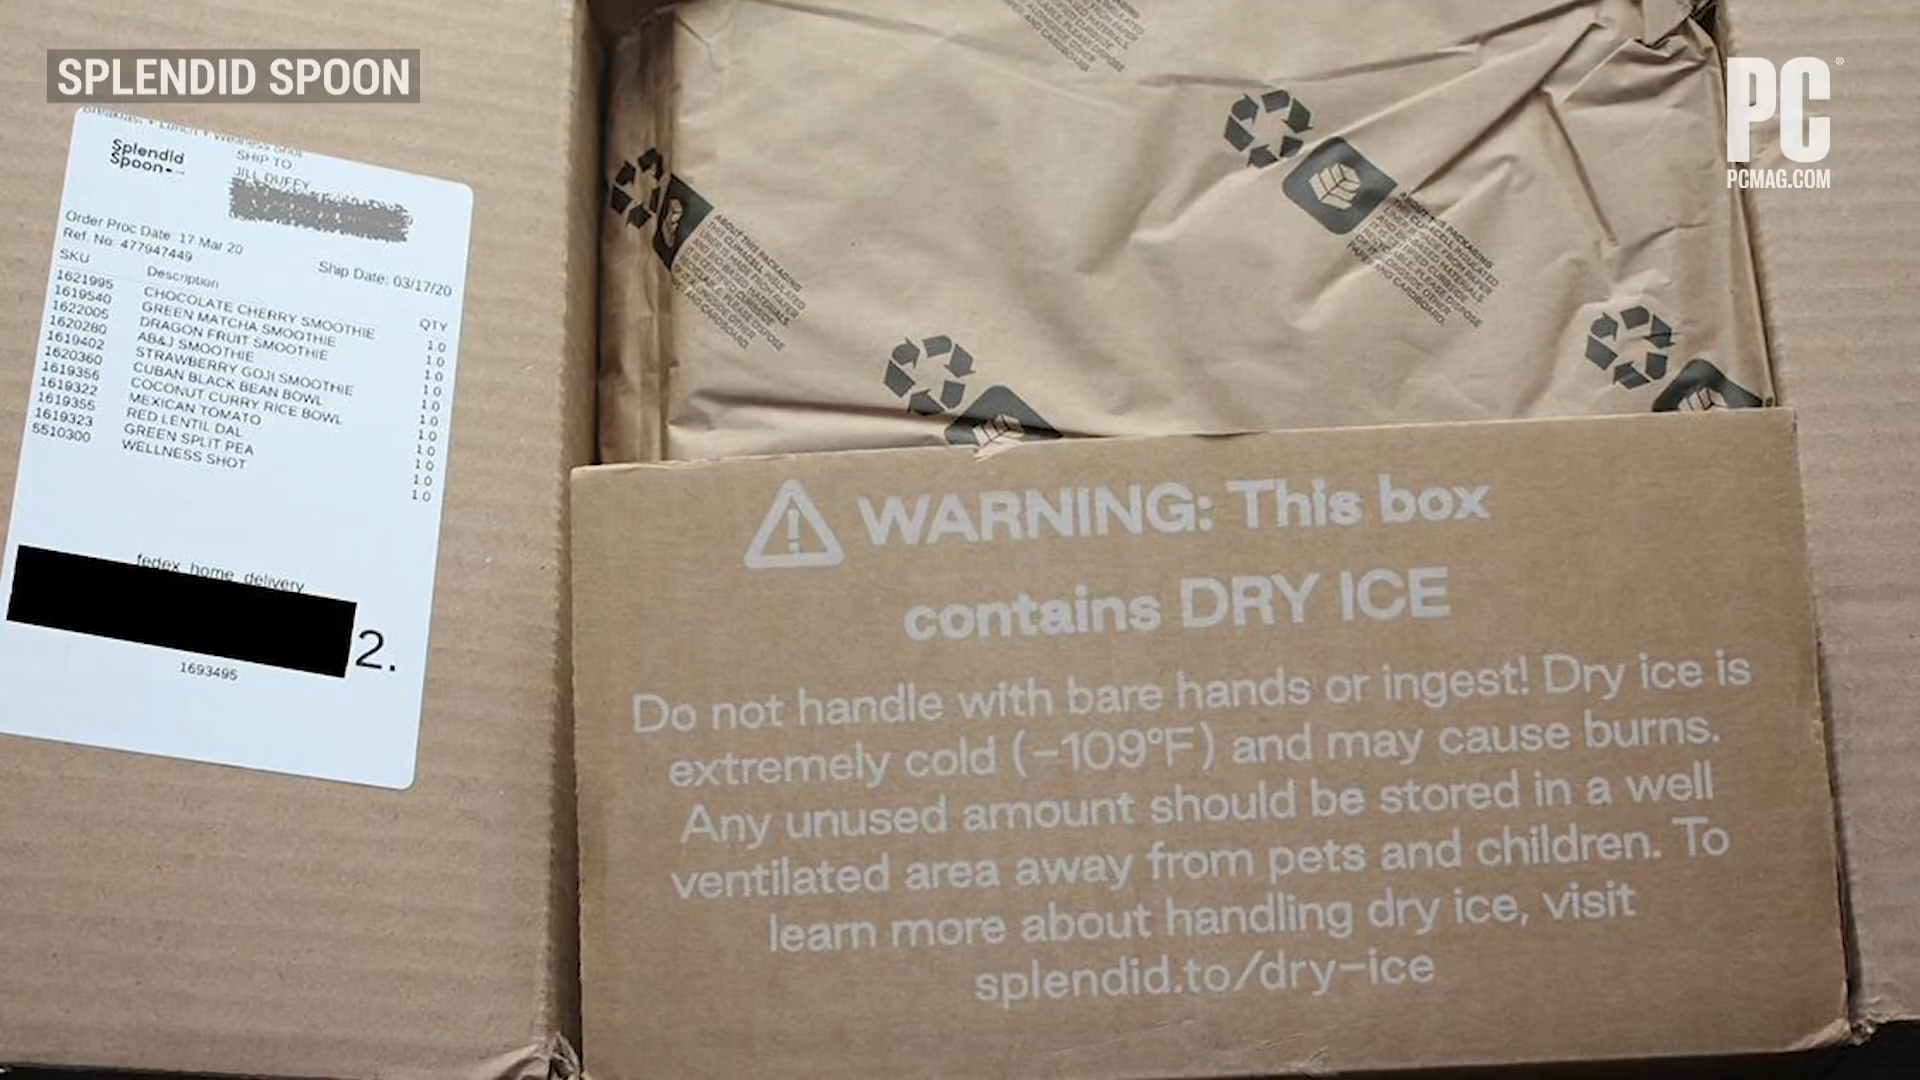 SPLENDID SPOON
PC
PCMAG.COM
Breakfast + Lunch + Wellness Shot
Splendid
Spoon
SHIP TO:
JILL DUFFY
Order Proc Date 17 Mar 20
Ref. No. 477947449
Ship Date: 03/17/20
SKU Description QTY
1621995 CHOCOLATE CHERRY SMOOTHIE 1.0
1619540 GREEN MATCHA SMOOTHIE 1.0
1622005 DRAGON FRUIT SMOOTHIE 1.0
1620280 AB&J SMOOTHIE 1.0
1619402 STRAWBERRY GOJI SMOOTHIE 1.0
1620360 CUBAN BLACK BEAN BOWL 1.0
1619356 COCONUT CURRY RICE BOWL 1.0
1619322 MEXICAN TOMATO 1.0
1619355 RED LENTIL DAL 1.0
1619323 GREEN SPLIT PEA 1.0
5510300 WELLNESS SHOT 1.0
fedex home delivery
2.
1693495
ABOUT THIS PACKAGING
WARNING: This box
contains DRY ICE
Do not handle with bare hands or ingest! Dry ice is
extremely cold (-109°F) and may cause burns.
Any unused amount should be stored in a well
ventilated area away from pets and children. To
learn more about handling dry ice, visit
splendid.to/dry-ice